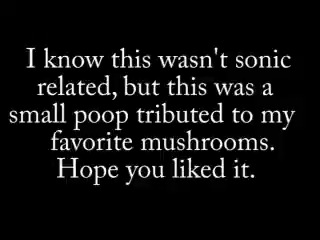 I know this wasn't sonic
related, but this was a
small poop tributed to my
favorite mushrooms.
Hope you liked it.